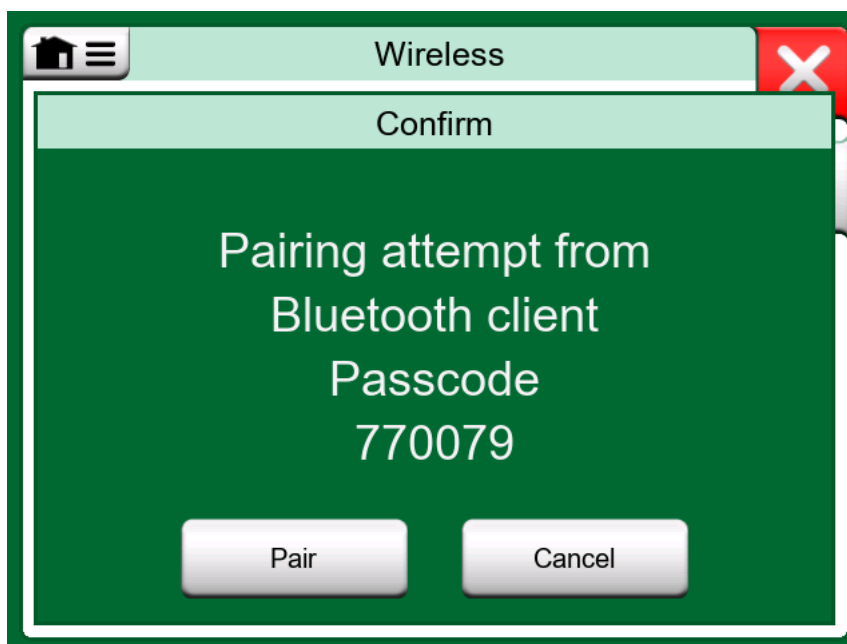 Wireless
Confirm
Pairing attempt from
Bluetooth client
Passcode
770079
Pair
Cancel